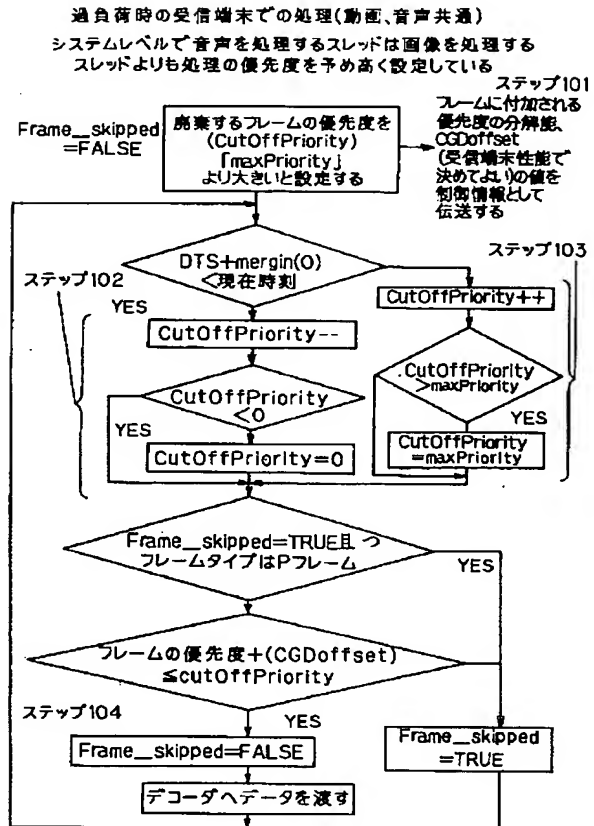 過負荷時の受信端末での処理(動画、音声共通)
システムレベルで音声を処理するスレッドは画像を処理する
スレッドよりも処理の優先度を予め高く設定している
ステップ101
Frame__skipped
=FALSE
廃棄するフレームの優先度を
(CutOffPriority)
「maxPriority」
より大きいと設定する
フレームに付加される
優先度の分解能、
CGDoffset
(受信端末性能で
決めてよい)の値を
制御情報として
伝送する
DTS+mergin(O)
<現在時刻
ステップ102
ステップ103
YES
CutOffPriority--
CutOffPriority++
CutOffPriority
<0
.CutOffPriority
>maxPriority
YES
YES
CutOffPriority=0
CutOffPriority
=maxPriority
Frame__skipped=TRUE且つ
フレームタイプはPフレーム
YES
フレームの優先度+(CGDoffset)
≦cutOffPriority
ステップ104
YES
Frame__skipped=FALSE
Frame__skipped
=TRUE
デコーダへデータを渡す